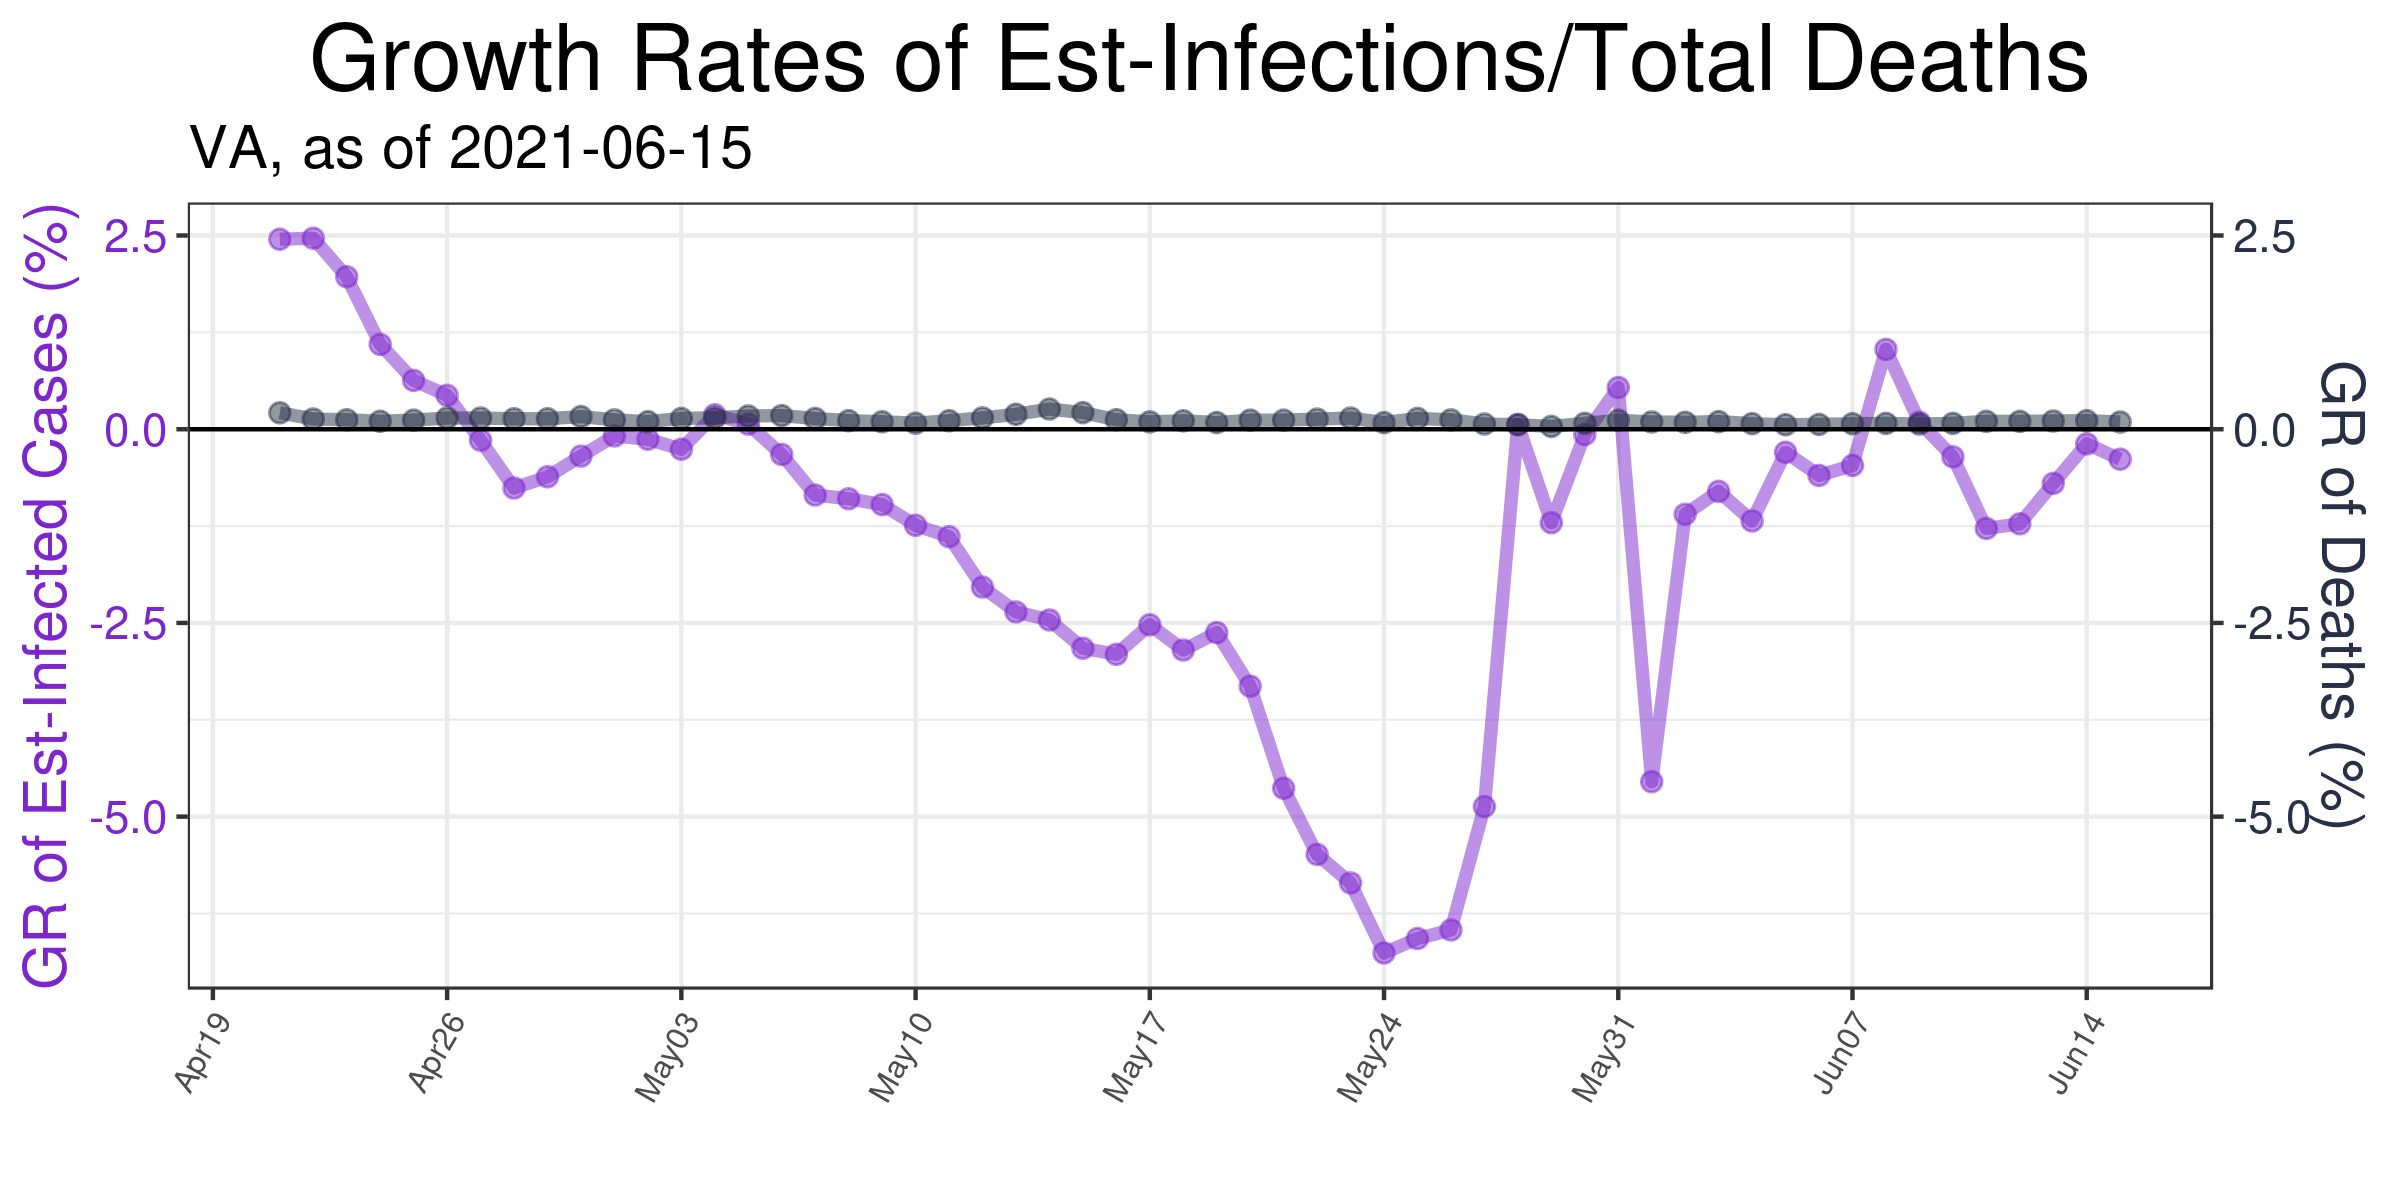 Growth Rates of Est-Infections/Total Deaths
VA, as of 2021-06-15
GR of Est-Infected Cases (%)
2.5
0.0
-2.5
-5.0
2.5
0.0
-2.5
-5.0
GR of Deaths (%)
Apr19
Apr26
May03
May10
May17
May24
May31
Jun07
Jun14